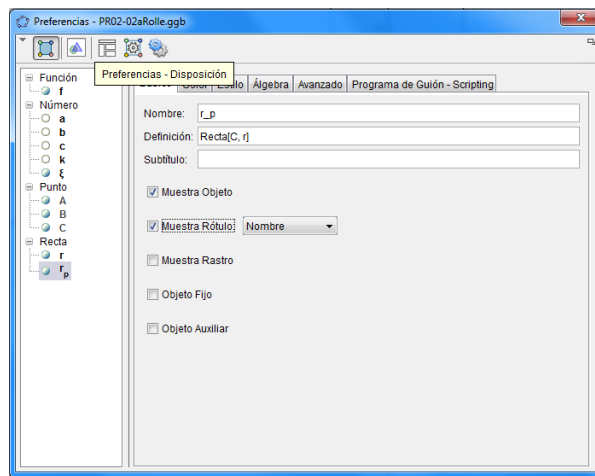 Preferencias - PR02-02aRolle.ggb
Preferencias - Disposición
Básico Color Estilo Álgebra Avanzado Programa de Guión - Scripting
Función
f
Número
a
b
c
k
ξ
Punto
A
B
C
Recta
r
r_p
Nombre: r_p
Definición: Recta[C, r]
Subtítulo:
Muestra Objeto
Muestra Rótulo Nombre
Muestra Rastro
Objeto Fijo
Objeto Auxiliar